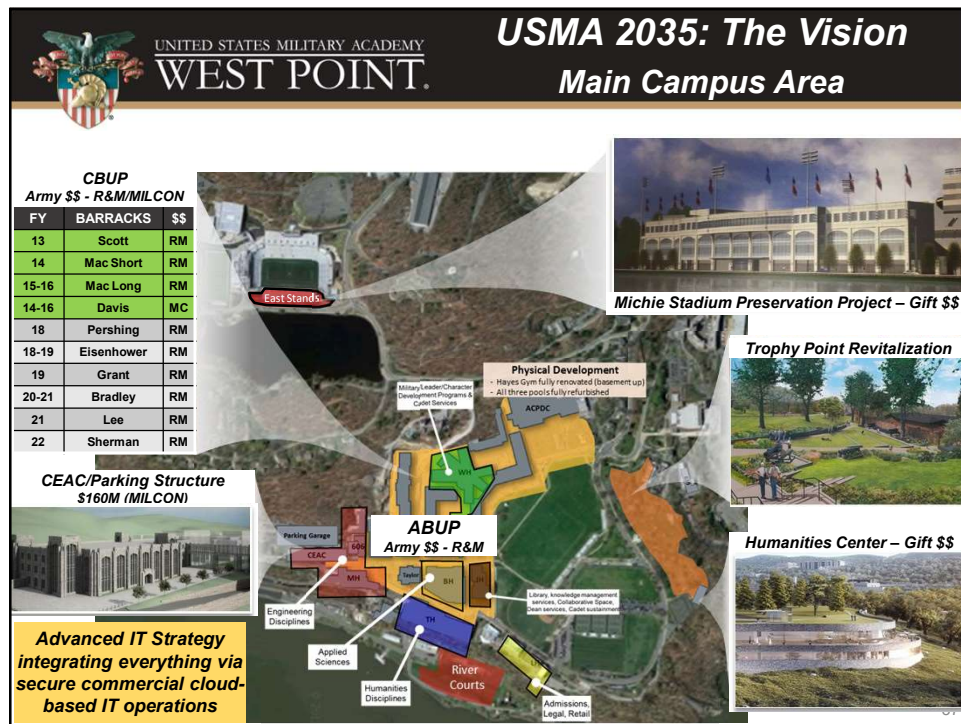 UNITED STATES MILITARY ACADEMY
WEST POINT.
USMA 2035: The Vision
Main Campus Area
CBUP
Army $$ - R&M/MILCON
FY BARRACKS $$
13 Scott RM
14 Mac Short RM
15-16 Mac Long RM
14-16 Davis MC
18 Pershing RM
18-19 Eisenhower RM
19 Grant RM
20-21 Bradley RM
21 Lee RM
22 Sherman RM
East Stands
Michie Stadium Preservation Project – Gift $$
Trophy Point Revitalization
Physical Development
- Hayes Gym fully renovated (basement up)
- All three pools fully refurbished
ACPDC
Military Leader/Character
Development Programs &
Cadet Services
WH
CEAC/Parking Structure
$160M (MILCON)
Parking Garage
606
CEAC
MH
ABUP
Army $$ - R&M
Taylor
BH
TH
Library, knowledge management
services, Collaborative Space,
Dean services, Cadet sustainment
Humanities Center – Gift $$
Engineering
Disciplines
Applied
Sciences
Humanities
Disciplines
River
Courts
Admissions,
Legal, Retail
Advanced IT Strategy
integrating everything via
secure commercial cloud-
based IT operations